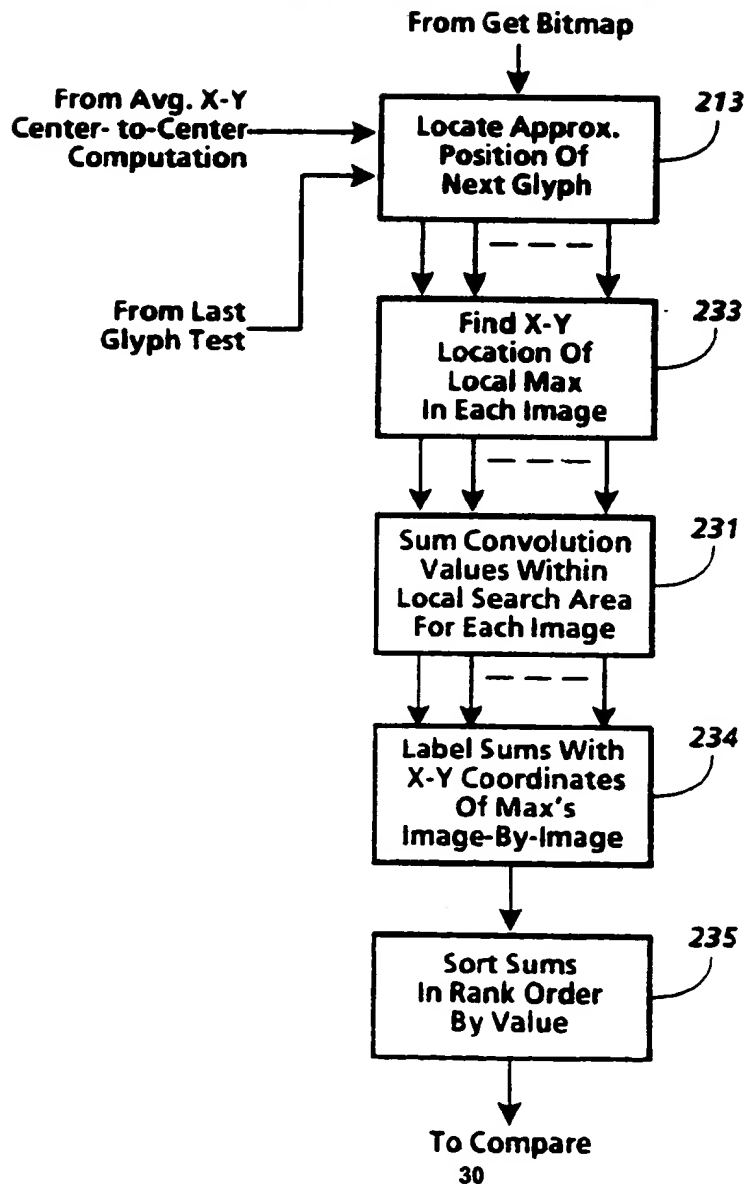 From Get Bitmap
From Avg. X-Y
Center- to-Center
Computation
213
Locate Approx.
Position Of
Next Glyph
From Last
Glyph Test
233
Find X-Y
Location Of
Local Max
In Each Image
231
Sum Convolution
Values Within
Local Search Area
For Each Image
234
Label Sums With
X-Y Coordinates
Of Max's
Image-By-Image
235
Sort Sums
In Rank Order
By Value
To Compare
30